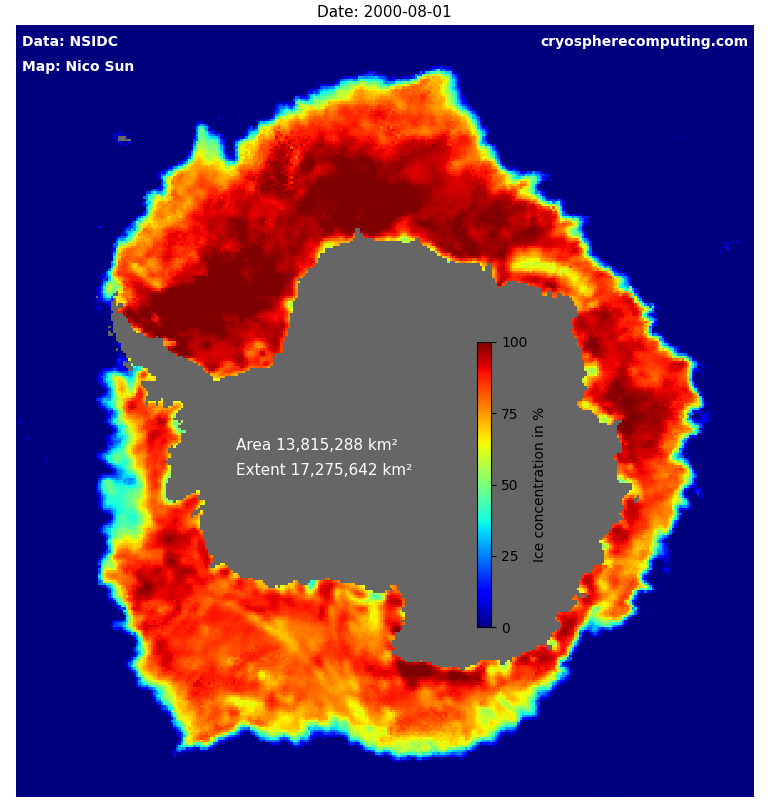 Date: 2000-08-01
Data: NSIDC
cryospherecomputing.com
Map: Nico Sun
100
75
50
25
0
Ice concentration in %
Area 13,815,288 km²
Extent 17,275,642 km²